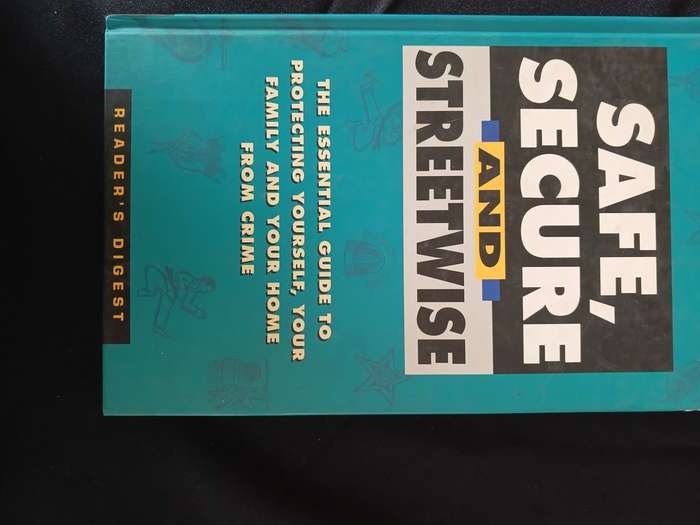 SAFE,
SECURE
AND
STREETWISE
THE ESSENTIAL GUIDE TO
PROTECTING YOURSELF, YOUR
FAMILY AND YOUR HOME
FROM CRIME
READER'S DIGEST